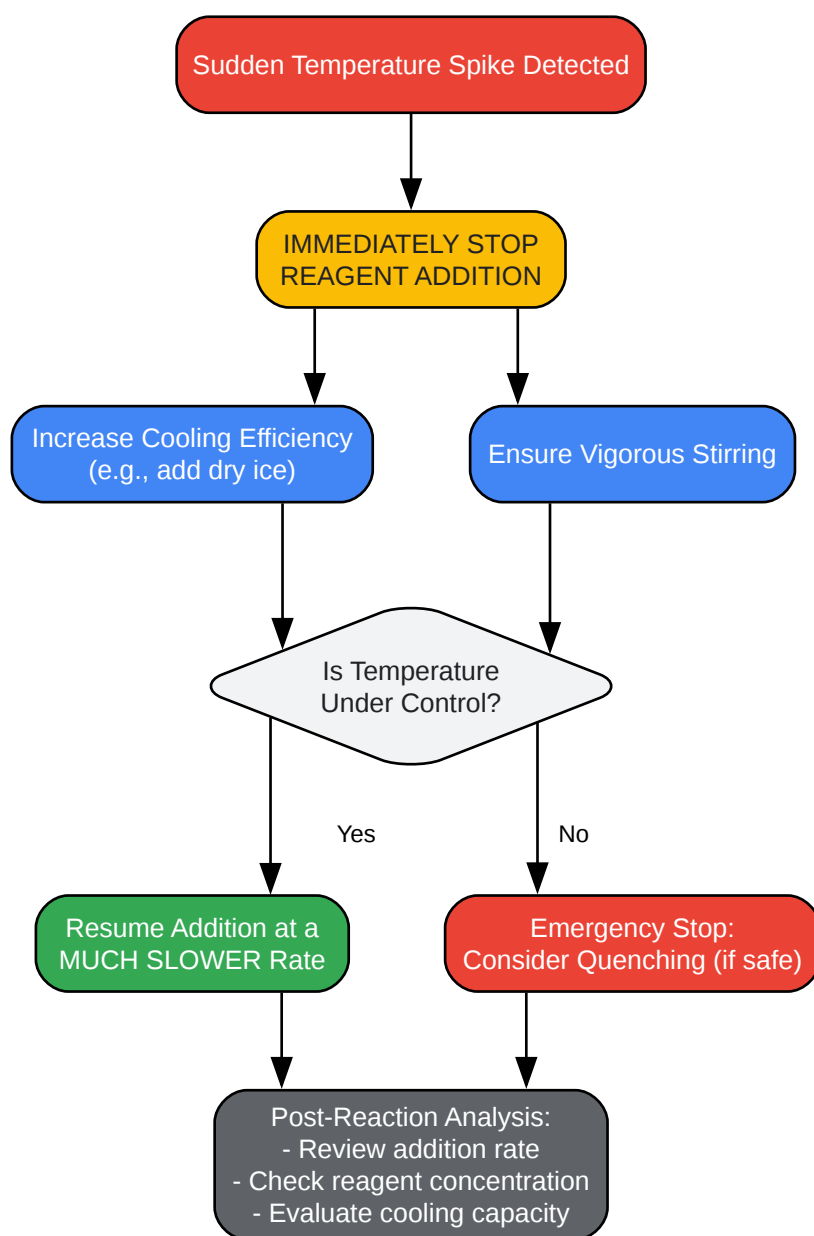 Sudden Temperature Spike Detected
IMMEDIATELY STOP
REAGENT ADDITION
Increase Cooling Efficiency
(e.g., add dry ice)
Ensure Vigorous Stirring
Is Temperature
Under Control?
Yes
No
Resume Addition at a
MUCH SLOWER Rate
Emergency Stop:
Consider Quenching (if safe)
Post-Reaction Analysis:
- Review addition rate
- Check reagent concentration
- Evaluate cooling capacity